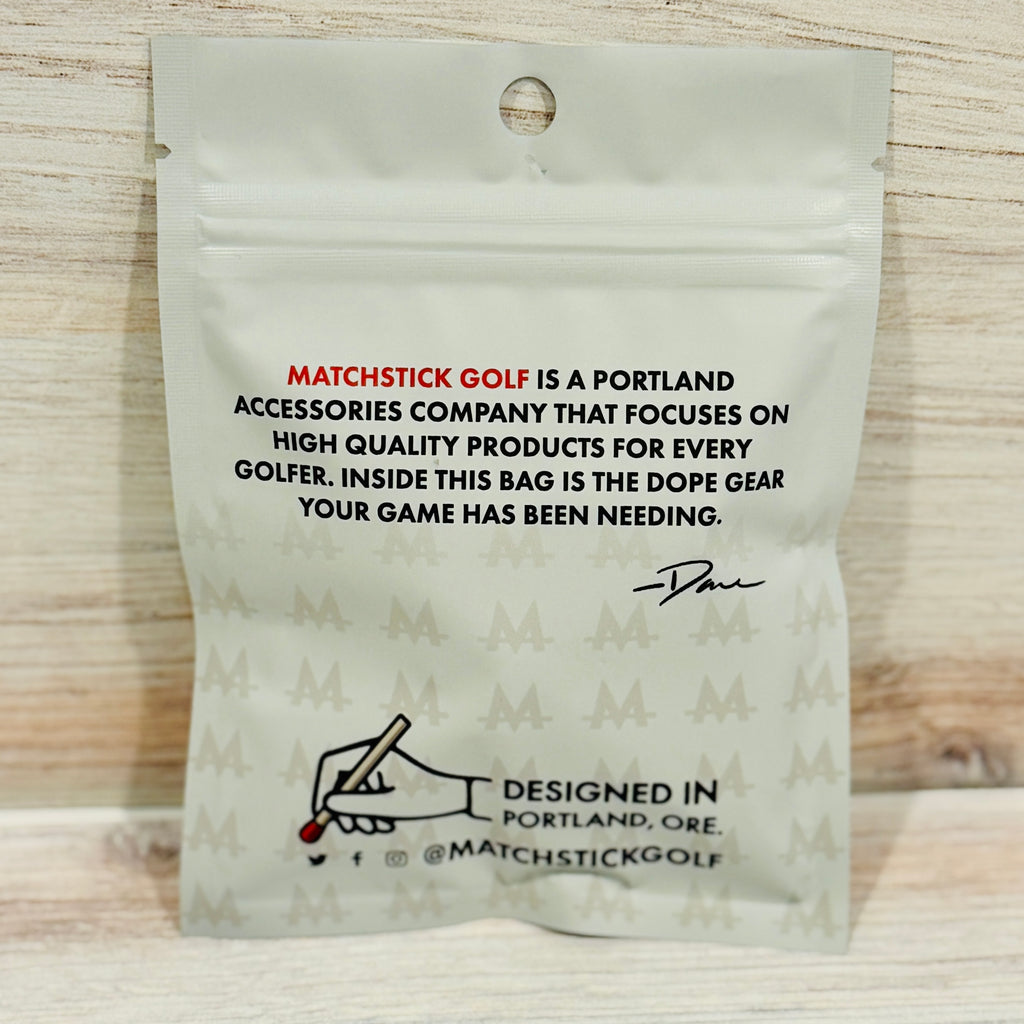 MATCHSTICK GOLF IS A PORTLAND
ACCESSORIES COMPANY THAT FOCUSES ON
HIGH QUALITY PRODUCTS FOR EVERY
GOLFER. INSIDE THIS BAG IS THE DOPE GEAR
YOUR GAME HAS BEEN NEEDING.
–Dave
DESIGNED IN
PORTLAND, ORE.
@MATCHSTICKGOLF